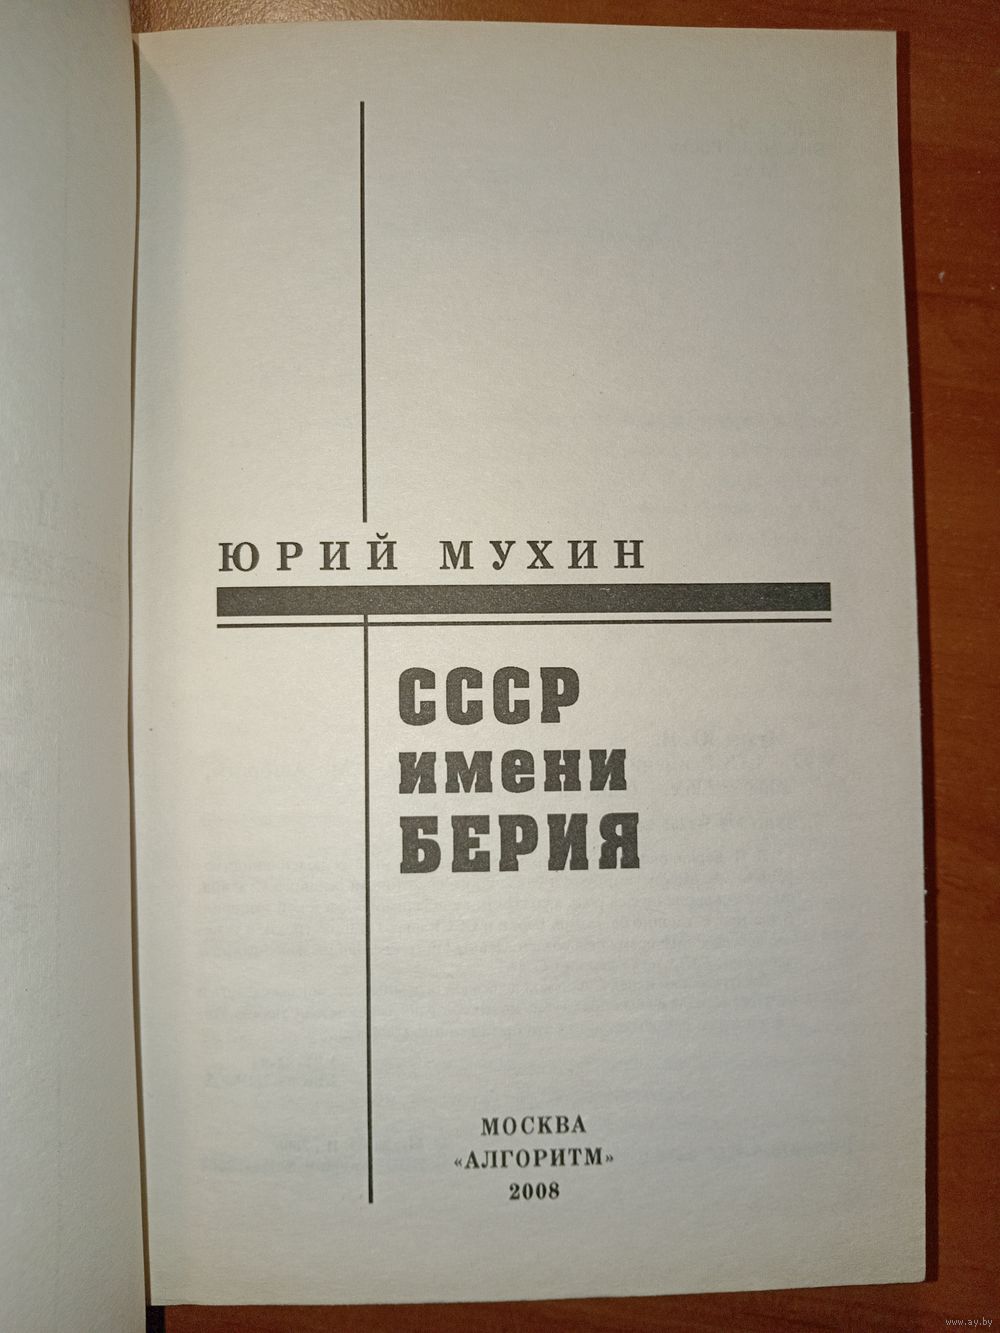 ЮРИЙ МУХИН
СССР
имени
БЕРИЯ
МОСКВА
«АЛГОРИТМ»
2008
www.ay.by